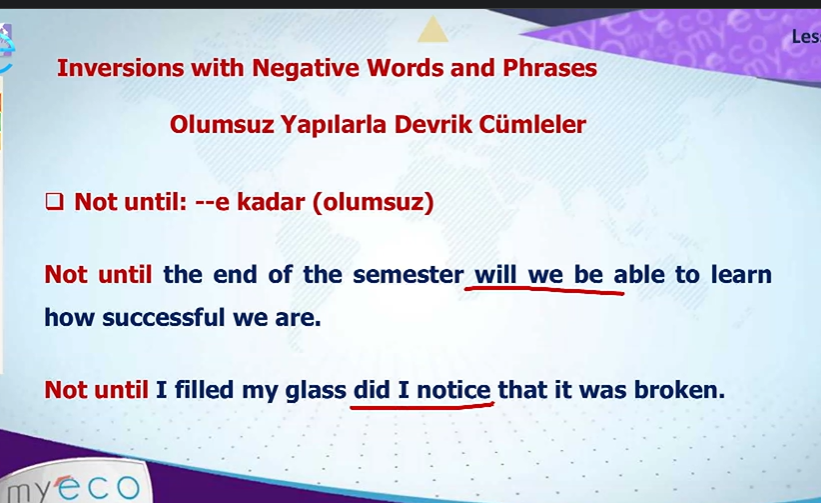 Les
Inversions with Negative Words and Phrases
Olumsuz Yapılarla Devrik Cümleler
❑ Not until: --e kadar (olumsuz)
Not until the end of the semester will we be able to learn
how successful we are.
Not until I filled my glass did I notice that it was broken.
myeco